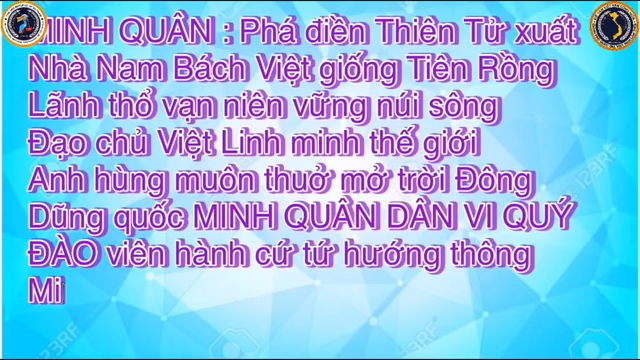 MINH QUÂN : Phá điền Thiên Tử xuất
Nhà Nam Bách Việt giống Tiên Rồng
Lãnh thổ vạn niên vững núi sông
Đạo chủ Việt Linh minh thế giới
Anh hùng muôn thuở mở trời Đông
Dũng quốc MINH QUÂN DÂN VI QUÝ
ĐÀO viên hành cứ tứ hướng thông
Mi
123RF
123RF